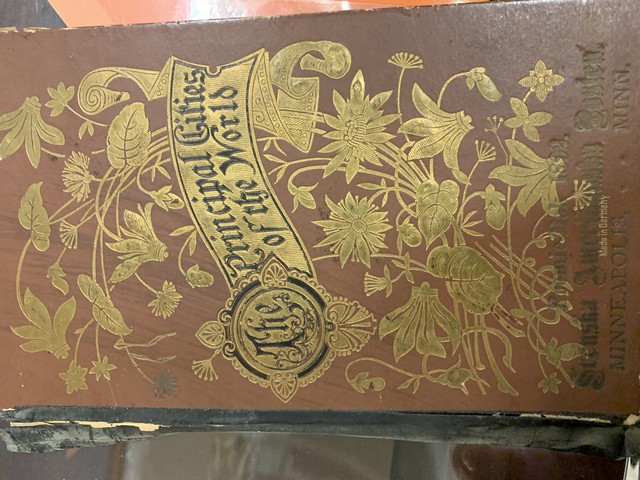 The
Principal Cities
of the World
Svenska Amerikanska Posten,
MINNEAPOLIS, MINN.
Made in Germany